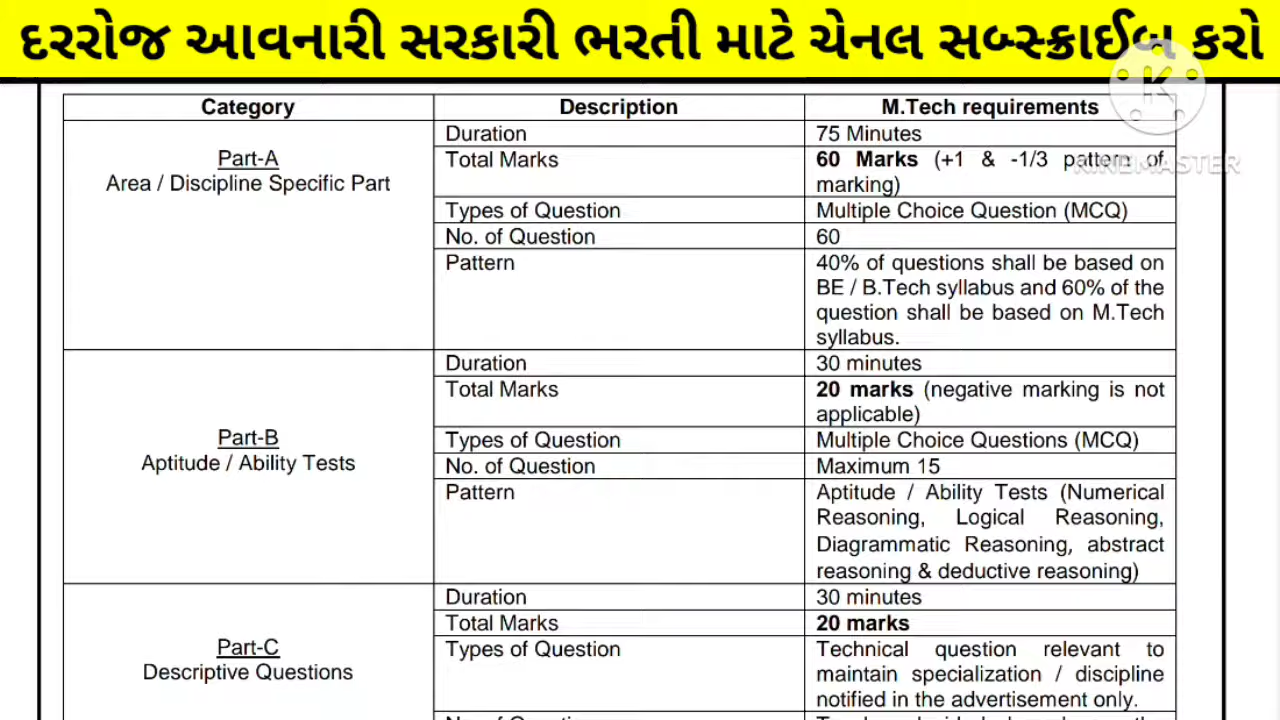 દરરોજ આવનારી સરકારી ભરતી માટે ચેનલ સબ્સ્ક્રાઈબ કરો
KINEMASTER
Category Description M.Tech requirements
Part-A
Area / Discipline Specific Part
Duration 75 Minutes
Total Marks 60 Marks (+1 & -1/3 pattern of
marking)
Types of Question Multiple Choice Question (MCQ)
No. of Question 60
Pattern 40% of questions shall be based on
BE / B.Tech syllabus and 60% of the
question shall be based on M.Tech
syllabus.
Part-B
Aptitude / Ability Tests
Duration 30 minutes
Total Marks 20 marks (negative marking is not
applicable)
Types of Question Multiple Choice Questions (MCQ)
No. of Question Maximum 15
Pattern Aptitude / Ability Tests (Numerical
Reasoning, Logical Reasoning,
Diagrammatic Reasoning, abstract
reasoning & deductive reasoning)
Part-C
Descriptive Questions
Duration 30 minutes
Total Marks 20 marks
Types of Question Technical question relevant to
maintain specialization / discipline
notified in the advertisement only.